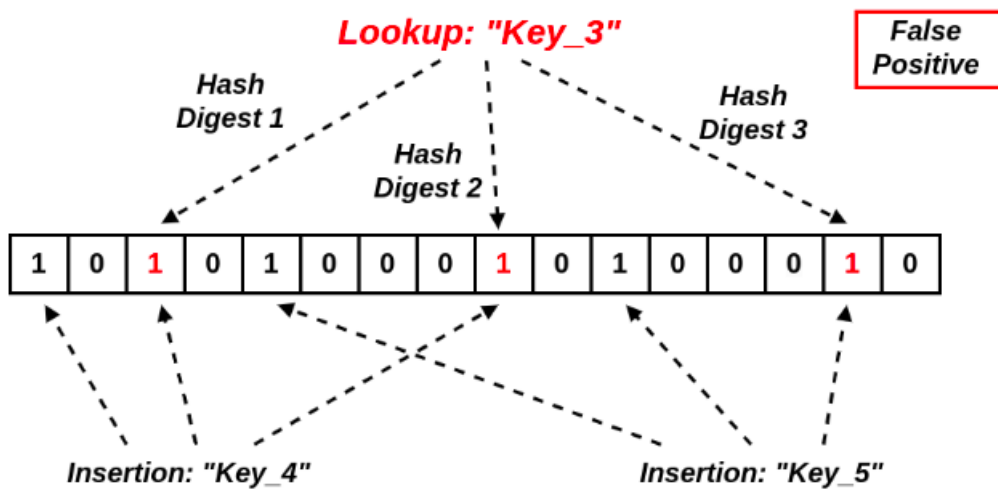 Lookup: "Key_3"
False
Positive
Hash
Digest 1
Hash
Digest 2
Hash
Digest 3
1 0 1 0 1 0 0 0 1 0 1 0 0 0 1 0
Insertion: "Key_4"
Insertion: "Key_5"